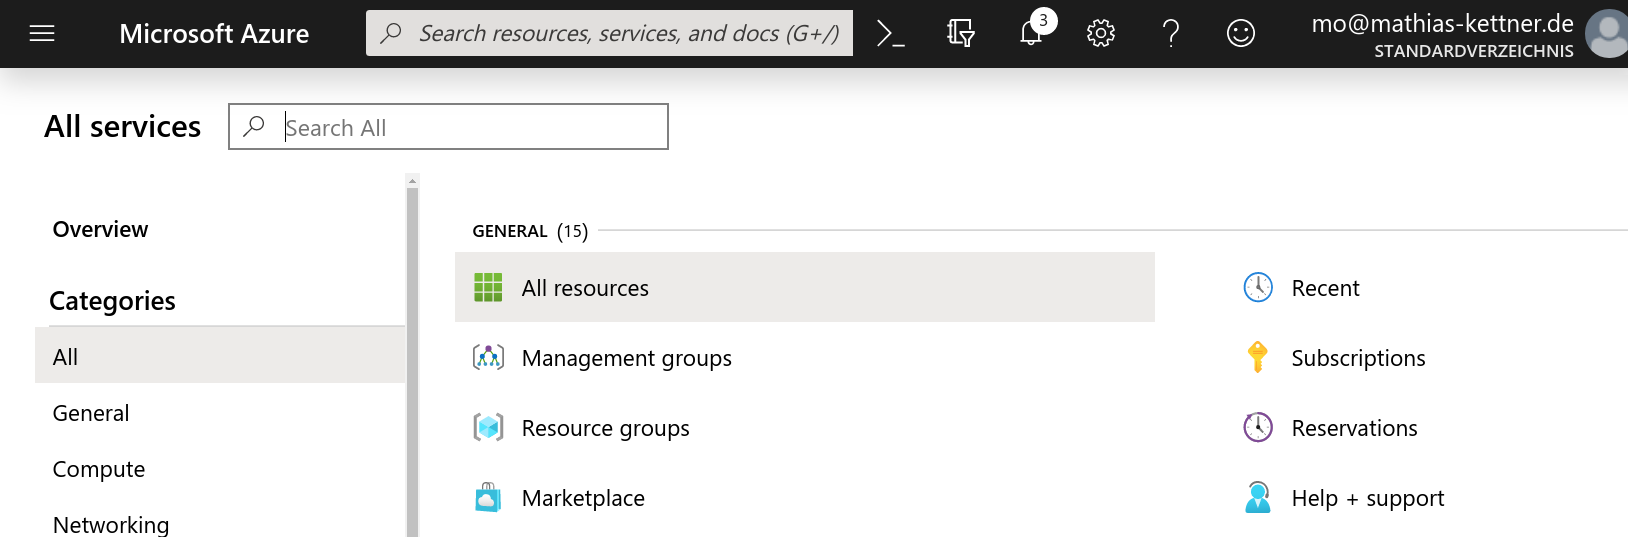 Microsoft Azure
Search resources, services, and docs (G+/)
3
mo@mathias-kettner.de
STANDARDVERZEICHNIS
All services
Search All
Overview
Categories
All
General
Compute
Networking
GENERAL (15)
All resources
Recent
Management groups
Subscriptions
Resource groups
Reservations
Marketplace
Help + support